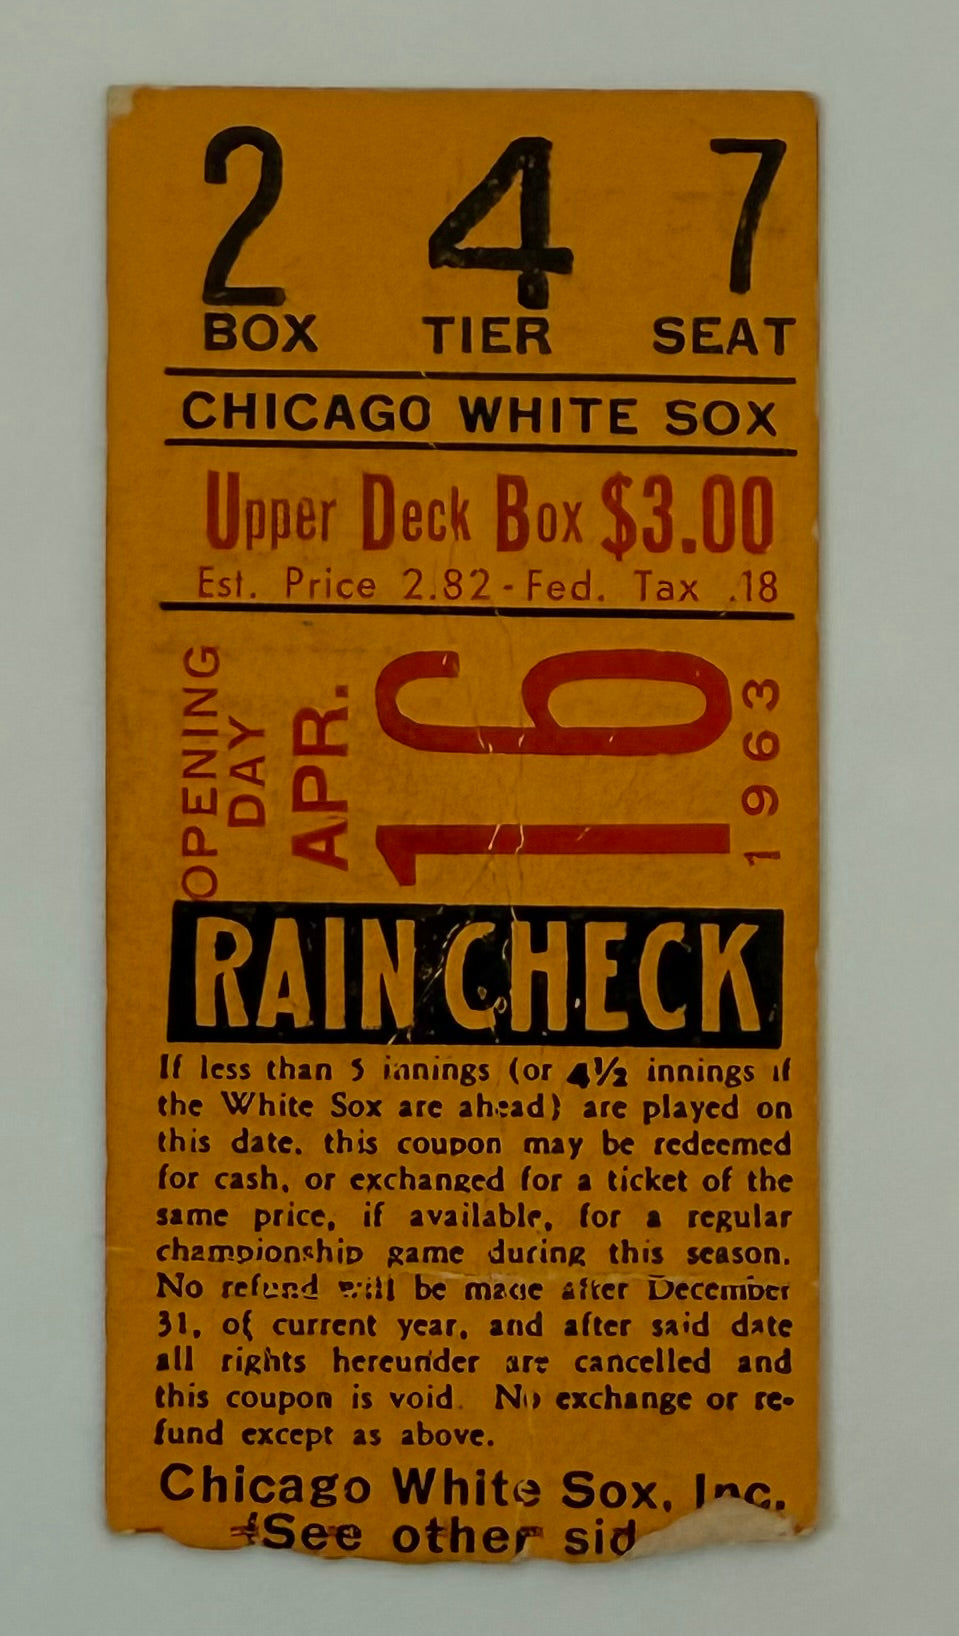 2 4 7
BOX TIER SEAT
CHICAGO WHITE SOX
Upper Deck Box $3.00
Est. Price 2.82 - Fed. Tax .18
OPENING
DAY
APR.
16
1963
RAIN CHECK
If less than 5 innings (or 4½ innings if
the White Sox are ahead) are played on
this date, this coupon may be redeemed
for cash, or exchanged for a ticket of the
same price, if available, for a regular
championship game during this season.
No refund will be made after December
31, of current year, and after said date
all rights hereunder are cancelled and
this coupon is void. No exchange or re-
fund except as above.
Chicago White Sox, Inc.
(See other sid